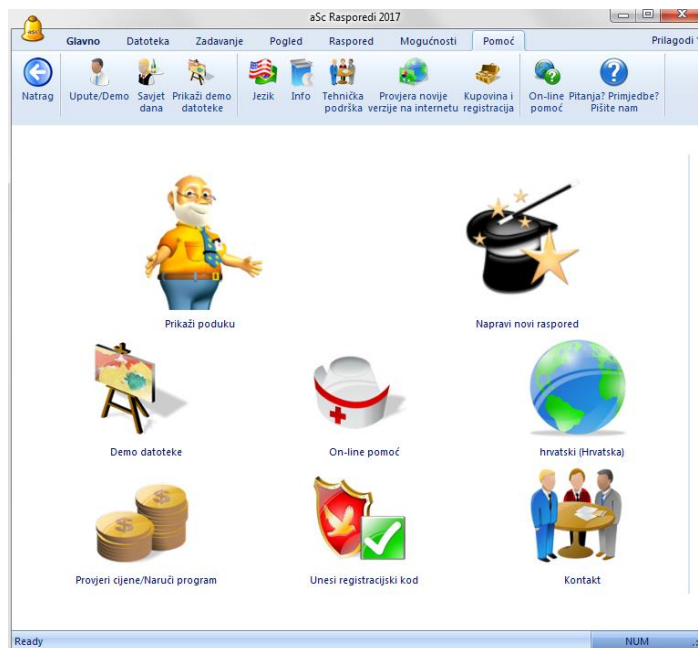 aSc Rasporedi 2017
aSc
Glavno Datoteka Zadavanje Pogled Raspored Mogućnosti Pomoć Prilagodi
Natrag Upute/Demo Savjet Prikaži demo Jezik Info Tehnička Provjera novije Kupovina i On-line Pitanja? Primjedbe?
dana datoteke podrška verzije na internetu registracija pomoć Pišite nam
Prikaži poduku Napravi novi raspored
Demo datoteke On-line pomoć hrvatski (Hrvatska)
Provjeri cijene/Naruči program Unesi registracijski kod Kontakt
Ready NUM